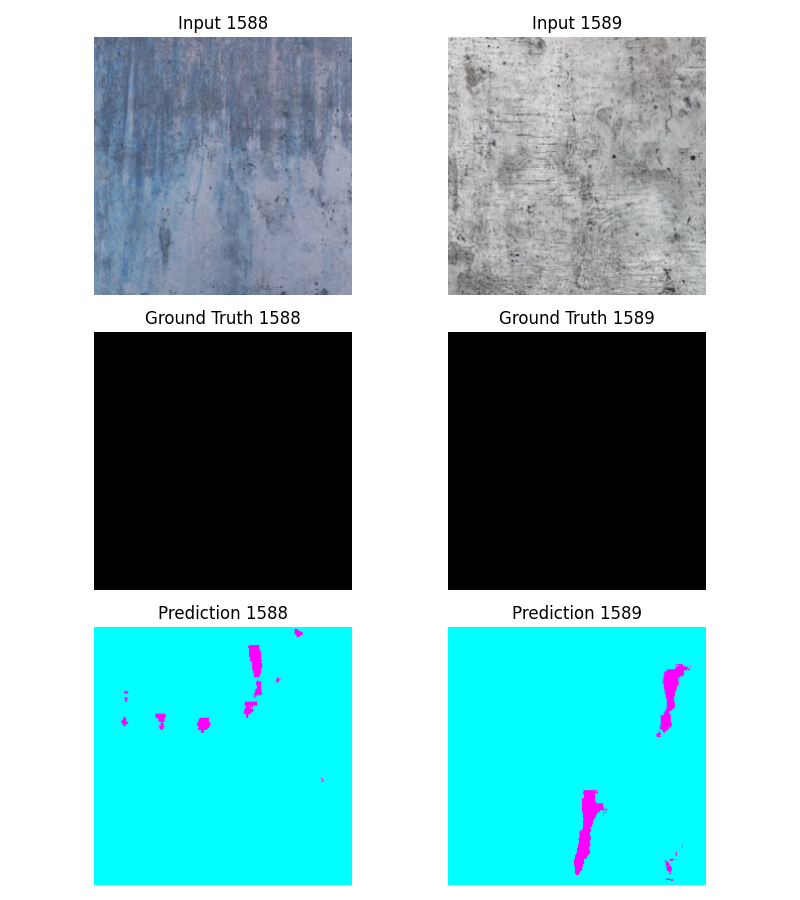 Input 1588
Input 1589
Ground Truth 1588
Ground Truth 1589
Prediction 1588
Prediction 1589